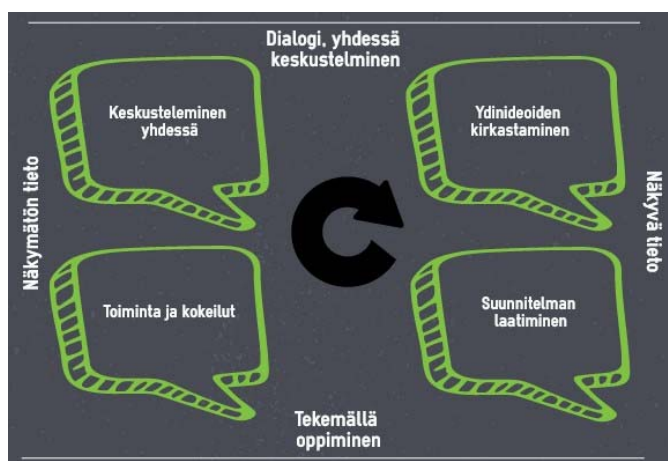 Dialogi, yhdessä
keskustelminen
Keskusteleminen
yhdessä
Ydinideoiden
kirkastaminen
Näkymätön tieto
Näkyvä tieto
Toiminta ja kokeilut
Suunnitelman
laatiminen
Tekemällä
oppiminen